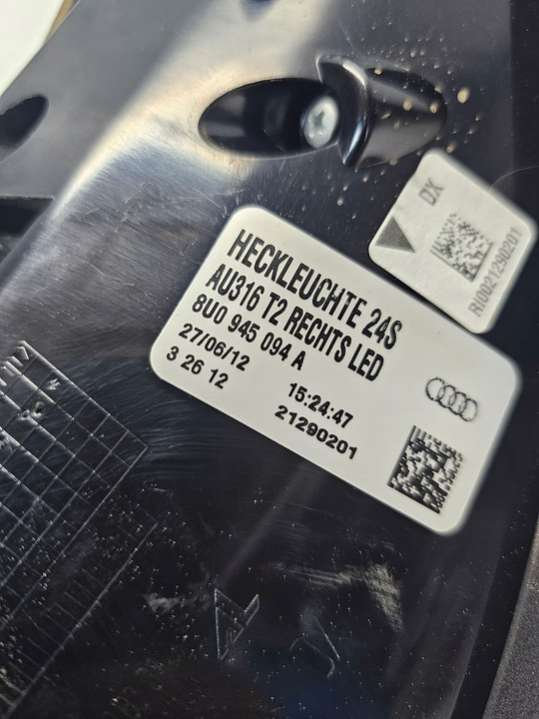 DX
RI0021290201
HECKLEUCHTE 24S
AU316 T2 RECHTS LED
8U0 945 094 A
27/06/12 15:24:47
3 26 12 21290201